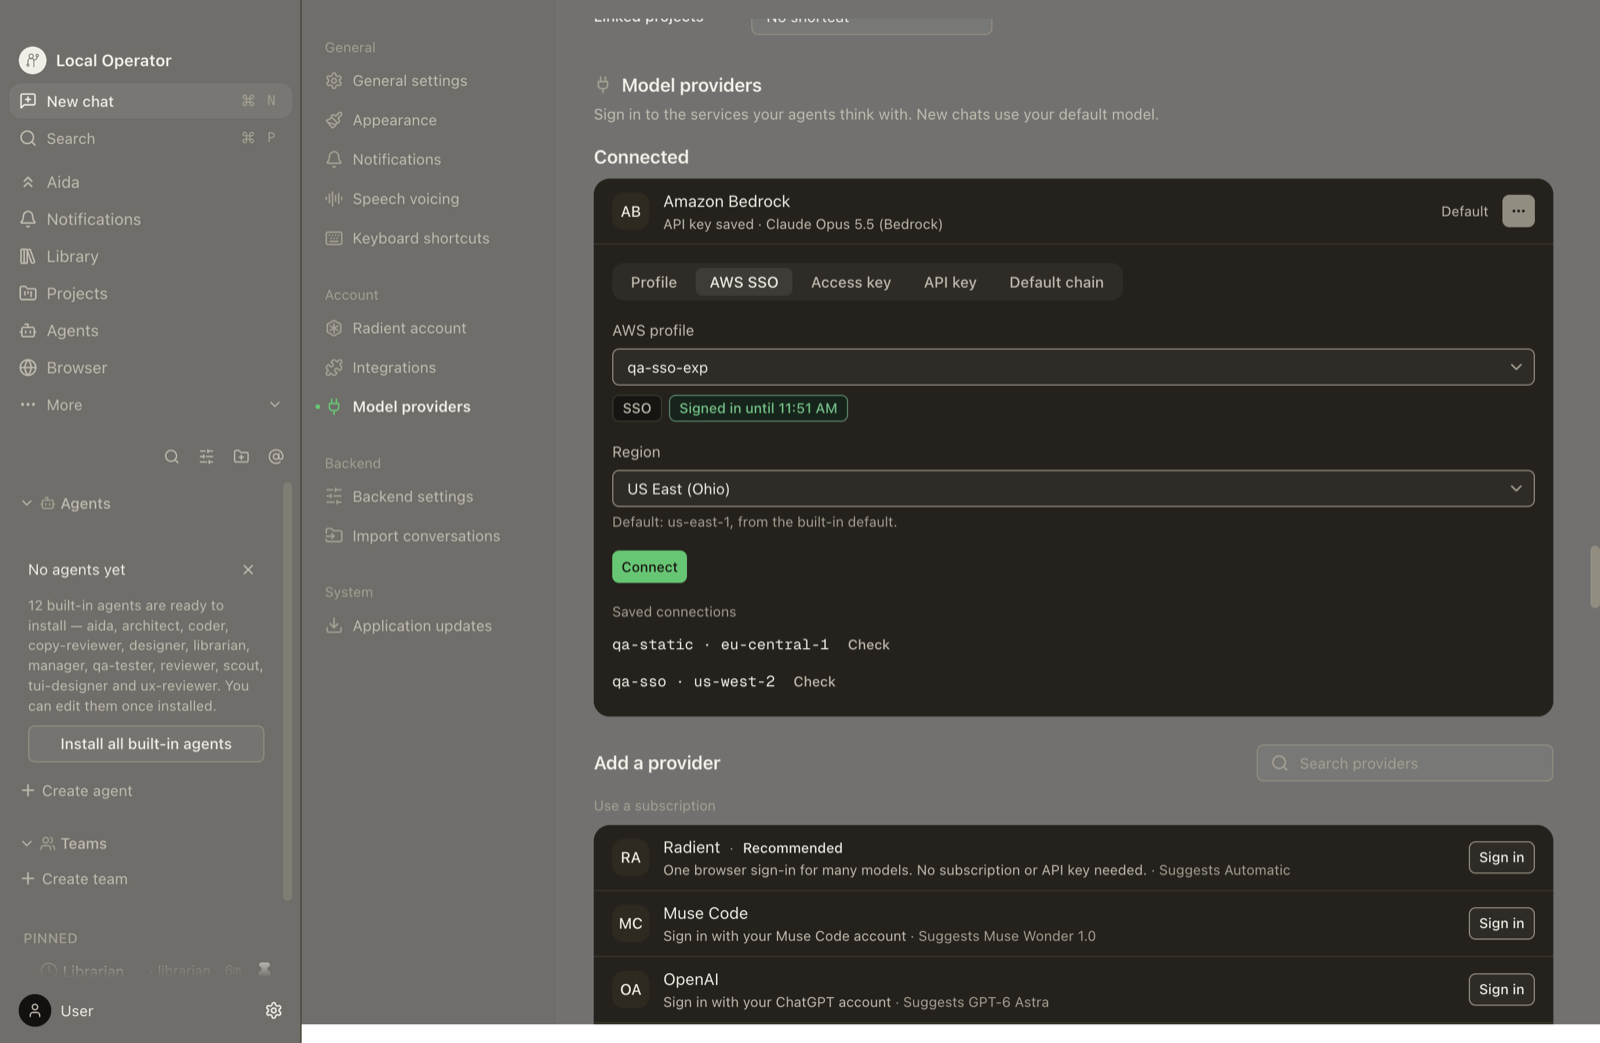 Local Operator
New chat ⌘ N
Search ⌘ P
Aida
Notifications
Library
Projects
Agents
Browser
More
Agents
No agents yet
12 built-in agents are ready to
install — aida, architect, coder,
copy-reviewer, designer, librarian,
manager, qa-tester, reviewer, scout,
tui-designer and ux-reviewer. You
can edit them once installed.
Install all built-in agents
Create agent
Teams
Create team
PINNED
Librarian · librarian 6m
User
General
General settings
Appearance
Notifications
Speech voicing
Keyboard shortcuts
Account
Radient account
Integrations
Model providers
Backend
Backend settings
Import conversations
System
Application updates
Linked projects No shortcut
Model providers
Sign in to the services your agents think with. New chats use your default model.
Connected
AB
Amazon Bedrock
API key saved · Claude Opus 5.5 (Bedrock)
Default
Profile AWS SSO Access key API key Default chain
AWS profile
qa-sso-exp
SSO Signed in until 11:51 AM
Region
US East (Ohio)
Default: us-east-1, from the built-in default.
Connect
Saved connections
qa-static · eu-central-1 Check
qa-sso · us-west-2 Check
Add a provider
Search providers
Use a subscription
RA
Radient · Recommended
One browser sign-in for many models. No subscription or API key needed. · Suggests Automatic
Sign in
MC
Muse Code
Sign in with your Muse Code account · Suggests Muse Wonder 1.0
Sign in
OA
OpenAI
Sign in with your ChatGPT account · Suggests GPT-6 Astra
Sign in